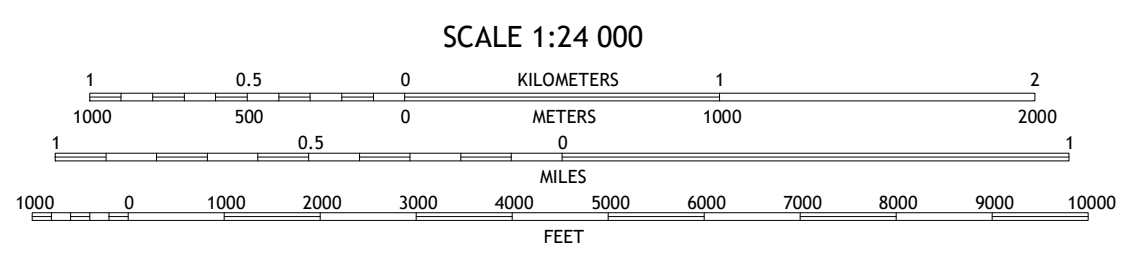 SCALE 1:24 000
1 0.5 0 KILOMETERS 1 2
1000 500 0 METERS 1000 2000
1 0.5 0 1
MILES
1000 0 1000 2000 3000 4000 5000 6000 7000 8000 9000 10000
FEET